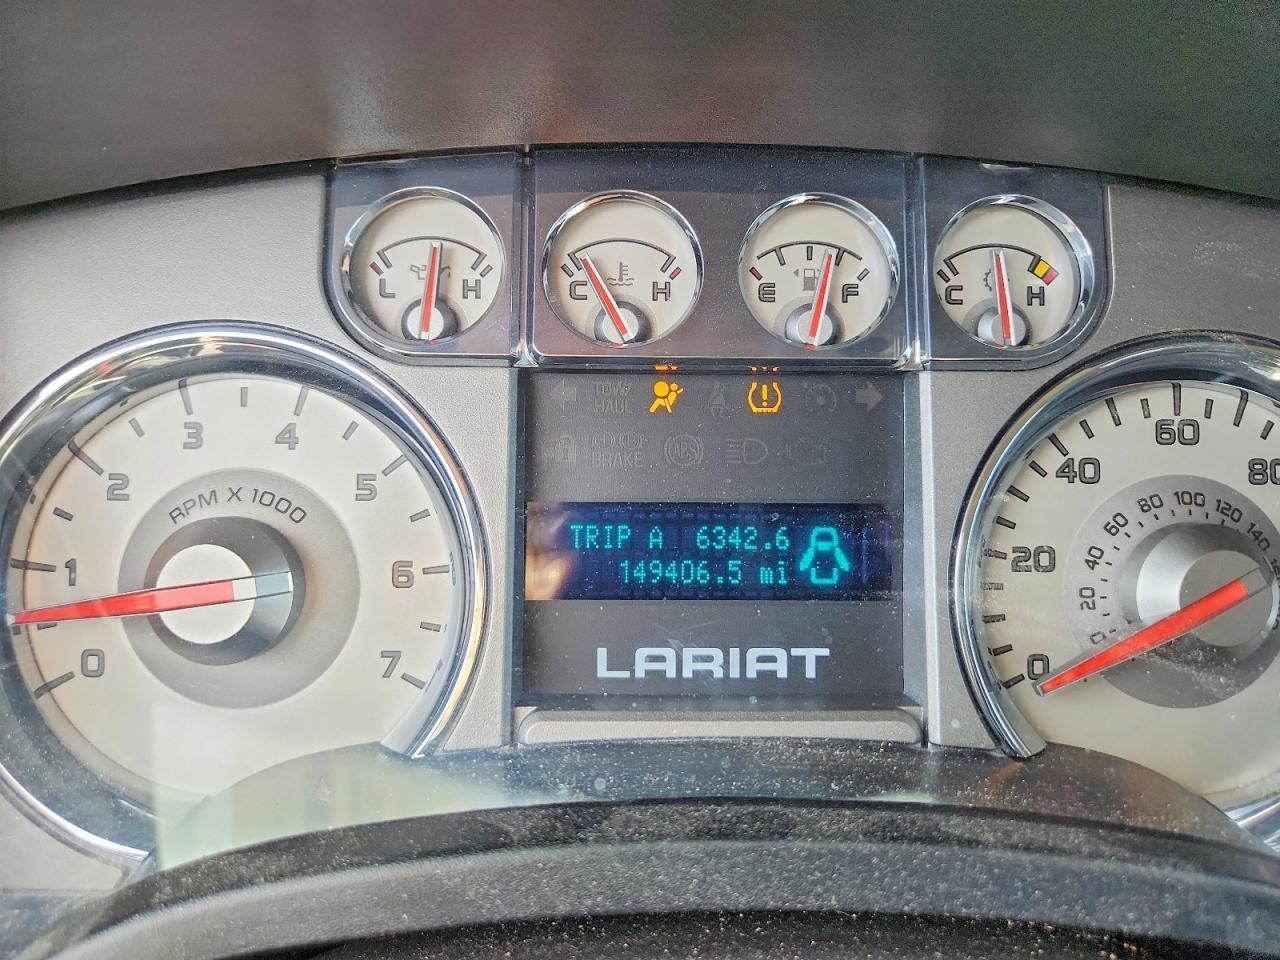 L H
C H
E F
C H
TOW/
HAUL
BRAKE
ABS
0 1 2 3 4 5 6 7
RPM X 1000
TRIP A 6342.6
149406.5 mi
LARIAT
0 20 40 60 80
0 20 40 60 80 100 120 140